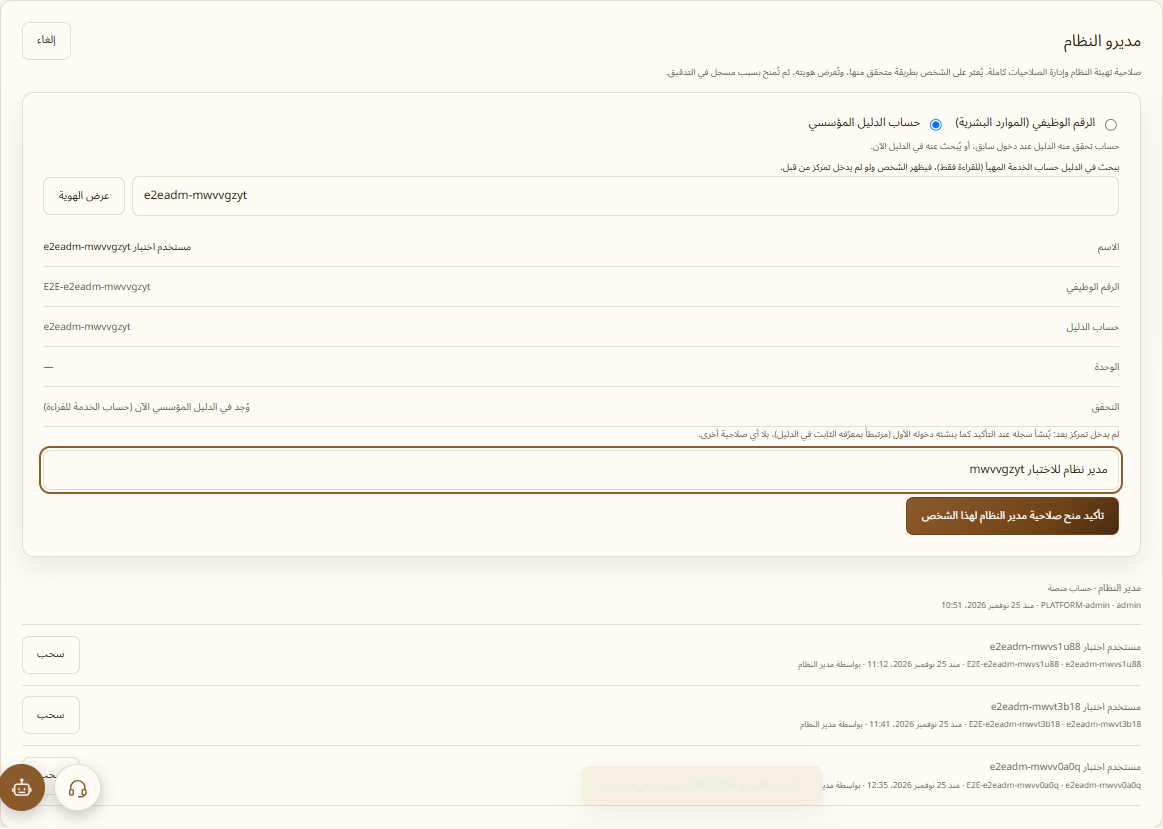 مديرو النظام
إلغاء
صلاحية تهيئة النظام وإدارة الصلاحيات كاملة. يُعثر على الشخص بطريقة متحقق منها، وتُعرض هويته، ثم تُمنح بسبب مسجل في التدقيق.
الرقم الوظيفي (الموارد البشرية)
حساب الدليل المؤسسي
حساب تحقق منه الدليل عند دخول سابق، أو يُبحث عنه في الدليل الآن.
يبحث في الدليل حساب الخدمة المهيأ (للقراءة فقط)، فيظهر الشخص ولو لم يدخل تمركز من قبل.
e2eadm-mwvvgzyt
عرض الهوية
الاسم
مستخدم اختبار e2eadm-mwvvgzyt
الرقم الوظيفي
E2E-e2eadm-mwvvgzyt
حساب الدليل
e2eadm-mwvvgzyt
الوحدة
—
التحقق
وُجد في الدليل المؤسسي الآن (حساب الخدمة للقراءة)
لم يدخل تمركز بعد: يُنشأ سجله عند التأكيد كما ينشئه دخوله الأول (مرتبطاً بمعرّفه الثابت في الدليل)، بلا أي صلاحية أخرى.
مدير نظام للاختبار mwvvgzyt
تأكيد منح صلاحية مدير النظام لهذا الشخص
مدير النظام · حساب منصة
PLATFORM-admin · admin · منذ 25 نوفمبر 2026، 10:51
مستخدم اختبار e2eadm-mwvs1u88
E2E-e2eadm-mwvs1u88 · e2eadm-mwvs1u88 · منذ 25 نوفمبر 2026، 11:12 · بواسطة مدير النظام
سحب
مستخدم اختبار e2eadm-mwvt3b18
E2E-e2eadm-mwvt3b18 · e2eadm-mwvt3b18 · منذ 25 نوفمبر 2026، 11:41 · بواسطة مدير النظام
سحب
مستخدم اختبار e2eadm-mwvv0a0q
E2E-e2eadm-mwvv0a0q · e2eadm-mwvv0a0q · منذ 25 نوفمبر 2026، 12:35 · بواسطة